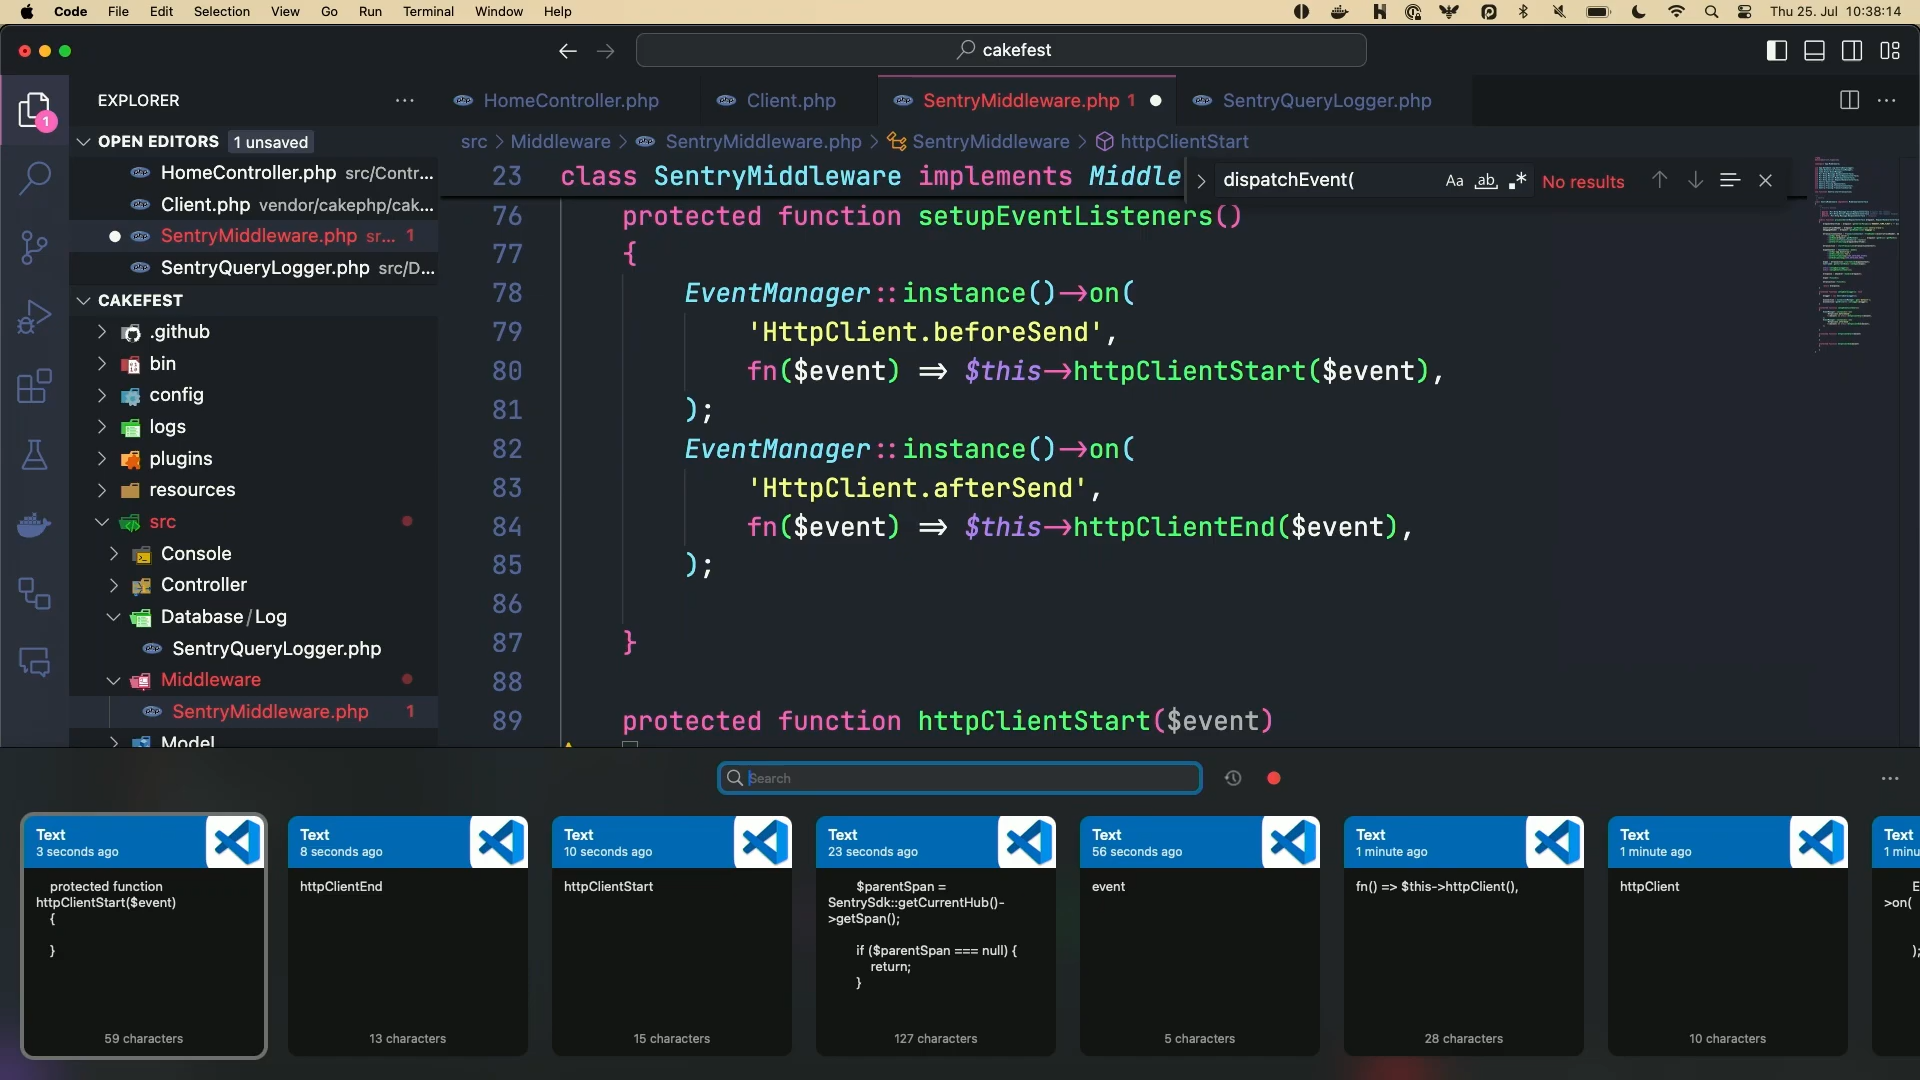 Code File Edit Selection View Go Run Terminal Window Help
Thu 25. Jul 10:38:14
cakefest
EXPLORER
HomeController.php
Client.php
SentryMiddleware.php 1
SentryQueryLogger.php
OPEN EDITORS 1 unsaved
HomeController.php src/Contr...
Client.php vendor/cakephp/cak...
SentryMiddleware.php sr... 1
SentryQueryLogger.php src/D...
CAKEFEST
.github
bin
config
logs
plugins
resources
src
Console
Controller
Database/Log
SentryQueryLogger.php
Middleware
SentryMiddleware.php 1
Model
1
src > Middleware > SentryMiddleware.php > SentryMiddleware > httpClientStart
dispatchEvent( Aa ab .* No results
23 class SentryMiddleware implements Middle
76 protected function setupEventListeners()
77 {
78 EventManager::instance()->on(
79 'HttpClient.beforeSend',
80 fn($event) => $this->httpClientStart($event),
81 );
82 EventManager::instance()->on(
83 'HttpClient.afterSend',
84 fn($event) => $this->httpClientEnd($event),
85 );
86
87 }
88
89 protected function httpClientStart($event)
Search
Text
3 seconds ago
protected function
httpClientStart($event)
{
}
59 characters
Text
8 seconds ago
httpClientEnd
13 characters
Text
10 seconds ago
httpClientStart
15 characters
Text
23 seconds ago
$parentSpan =
SentrySdk::getCurrentHub()-
>getSpan();
if ($parentSpan === null) {
return;
}
127 characters
Text
56 seconds ago
event
5 characters
Text
1 minute ago
fn() => $this->httpClient(),
28 characters
Text
1 minute ago
httpClient
10 characters
Text
1 minu
E
>on(
);